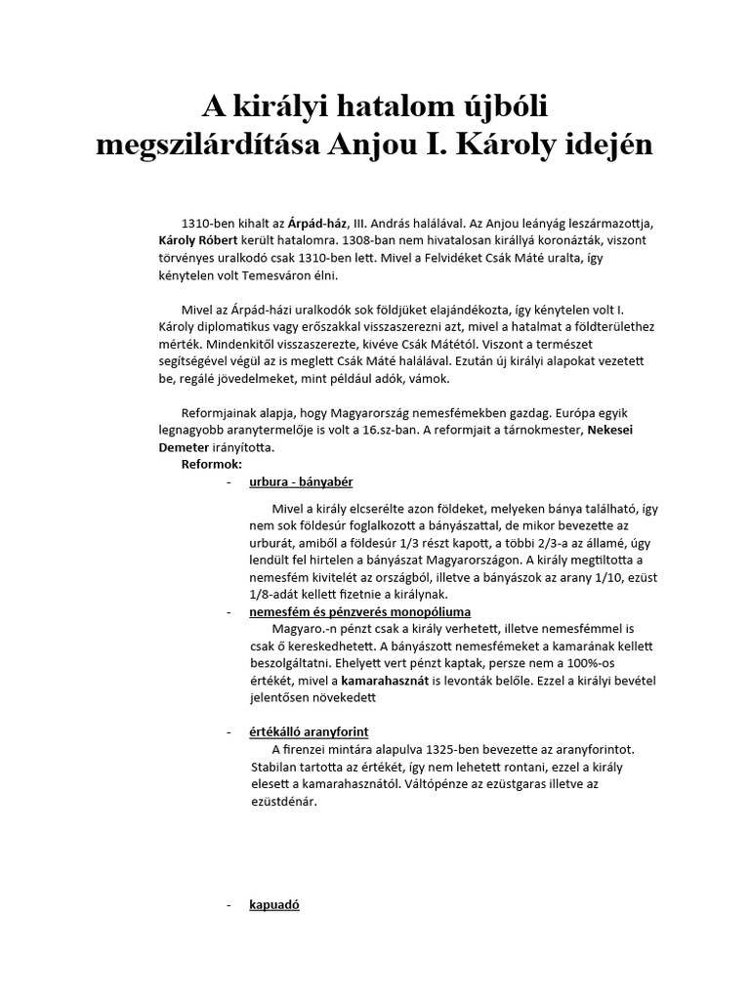 A királyi hatalom újbóli
megszilárdítása Anjou I. Károly idején
1310-ben kihalt az Árpád-ház, III. András halálával. Az Anjou leányág leszármazottja,
Károly Róbert került hatalomra. 1308-ban nem hivatalosan királlyá koronázták, viszont
törvényes uralkodó csak 1310-ben lett. Mivel a Felvidéket Csák Máté uralta, így
kénytelen volt Temesváron élni.
Mivel az Árpád-házi uralkodók sok földjüket elajándékozta, így kénytelen volt I.
Károly diplomatikus vagy erőszakkal visszaszerezni azt, mivel a hatalmat a földterülethez
mérték. Mindenkitől visszaszerezte, kivéve Csák Mátétól. Viszont a természet
segítségével végül az is meglett Csák Máté halálával. Ezután új királyi alapokat vezetett
be, regálé jövedelmeket, mint például adók, vámok.
Reformjainak alapja, hogy Magyarország nemesfémekben gazdag. Európa egyik
legnagyobb aranytermelője is volt a 16.sz-ban. A reformjait a tárnokmester, Nekesei
Demeter irányította.
Reformok:
- urbura - bányabér
Mivel a király elcserélte azon földeket, melyeken bánya található, így
nem sok földesúr foglalkozott a bányászattal, de mikor bevezette az
urburát, amiből a földesúr 1/3 részt kapott, a többi 2/3-a az államé, úgy
lendült fel hirtelen a bányászat Magyarországon. A király megtiltotta a
nemesfém kivitelét az országból, illetve a bányászok az arany 1/10, ezüst
1/8-adát kellett fizetnie a királynak.
- nemesfém és pénzverés monopóliuma
Magyaro.-n pénzt csak a király verhetett, illetve nemesfémmel is
csak ő kereskedhetett. A bányászott nemesfémeket a kamarának kellett
beszolgáltatni. Ehelyett vert pénzt kaptak, persze nem a 100%-os
értékét, mivel a kamarahasznát is levonták belőle. Ezzel a királyi bevétel
jelentősen növekedett
- értékálló aranyforint
A firenzei mintára alapulva 1325-ben bevezette az aranyforintot.
Stabilan tartotta az értékét, így nem lehetett rontani, ezzel a király
elesett a kamarahasznától. Váltópénze az ezüstgaras illetve az
ezüstdénár.
- kapuadó